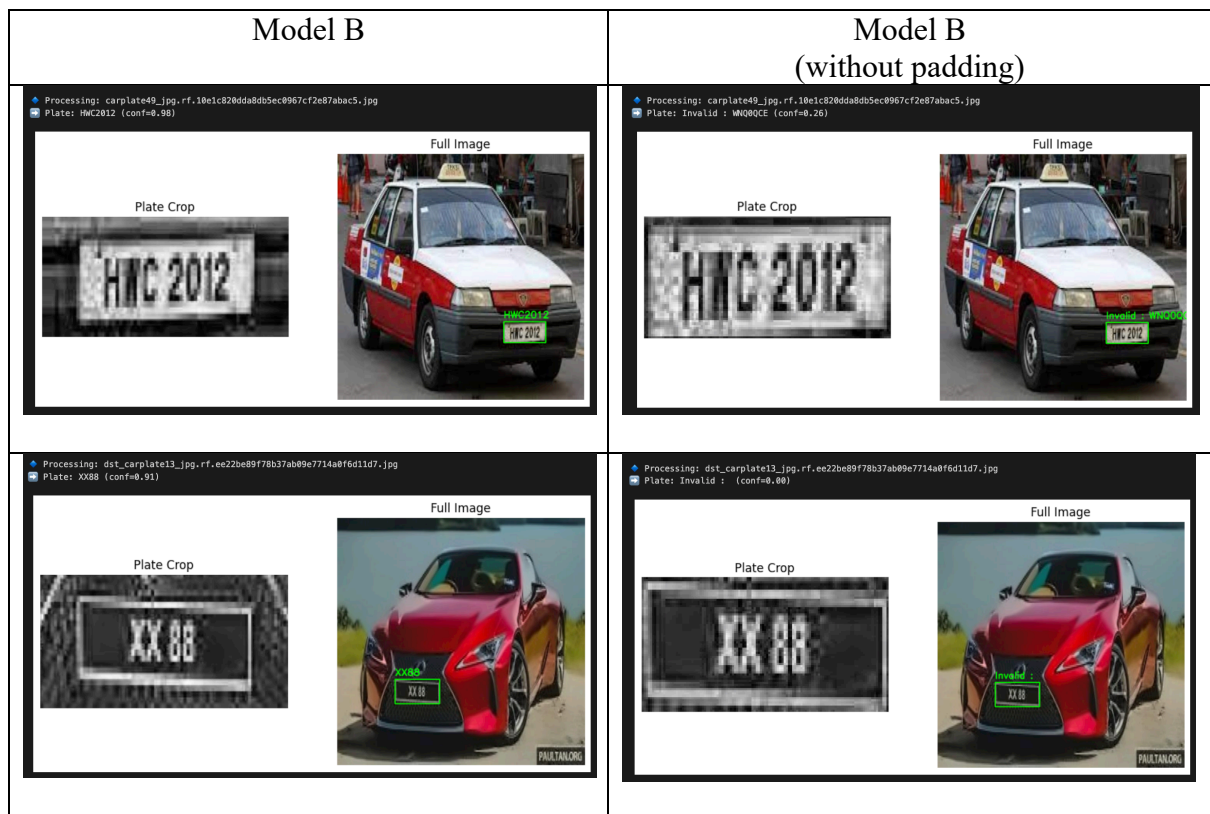 Model B
Model B
(without padding)
Processing: carplate49_jpg.rf.10e1c820dda8db5ec0967cf2e87abac5.jpg
Plate: HWC2012 (conf=0.98)
Full Image
Plate Crop
HWC 2012
HWC2012
HWC 2012
Processing: carplate49_jpg.rf.10e1c820dda8db5ec0967cf2e87abac5.jpg
Plate: Invalid : WNQ0QCE (conf=0.26)
Full Image
Plate Crop
HWC 2012
Invalid : WNQ0QC
HWC 2012
Processing: dst_carplate13_jpg.rf.ee22be89f78b37ab09e7714a0f6d11d7.jpg
Plate: XX88 (conf=0.91)
Full Image
Plate Crop
XX 88
XX88
XX 88
PAULTAN.ORG
Processing: dst_carplate13_jpg.rf.ee22be89f78b37ab09e7714a0f6d11d7.jpg
Plate: Invalid : (conf=0.00)
Full Image
Plate Crop
XX 88
Invalid :
XX 88
PAULTAN.ORG